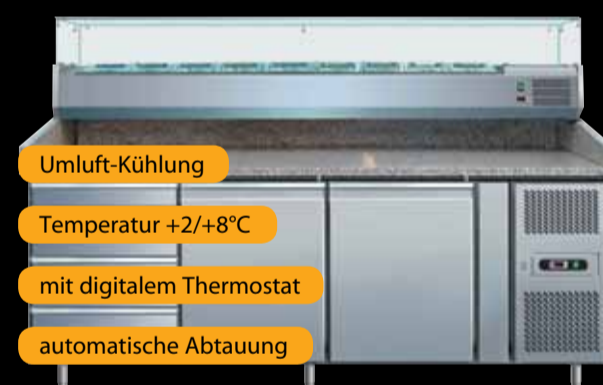 Umluft-Kühlung
Temperatur +2/+8°C
mit digitalem Thermostat
automatische Abtauung